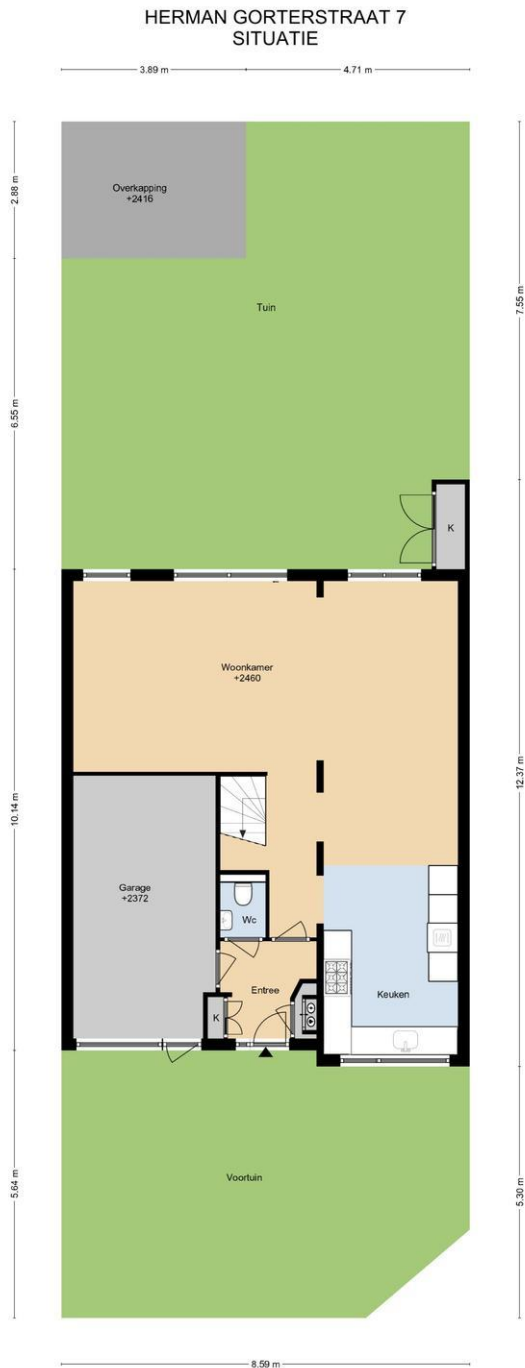 HERMAN GORTERSTRAAT 7
SITUATIE
3.89 m
4.71 m
2.88 m
Overkapping
+2416
7.55 m
Tuin
6.55 m
K
Woonkamer
+2460
12.37 m
10.14 m
Garage
+2372
Wc
Entree
Keuken
K
5.64 m
Voortuin
5.30 m
8.59 m